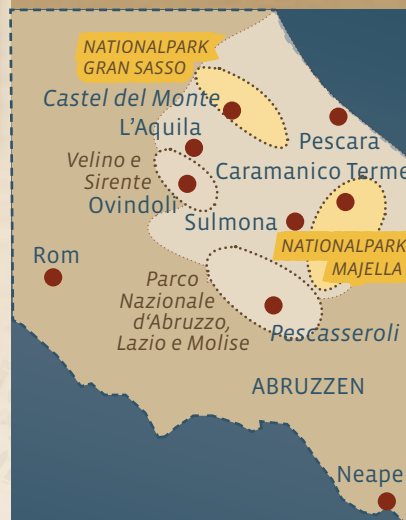 NATIONALPARK
GRAN SASSO
Castel del Monte
L'Aquila
Pescara
Velino e
Sirente
Caramanico Terme
Ovindoli
Sulmona
NATIONALPARK
MAJELLA
Rom
Parco
Nazionale
d'Abruzzo,
Lazio e Molise
Pescasseroli
ABRUZZEN
Neape